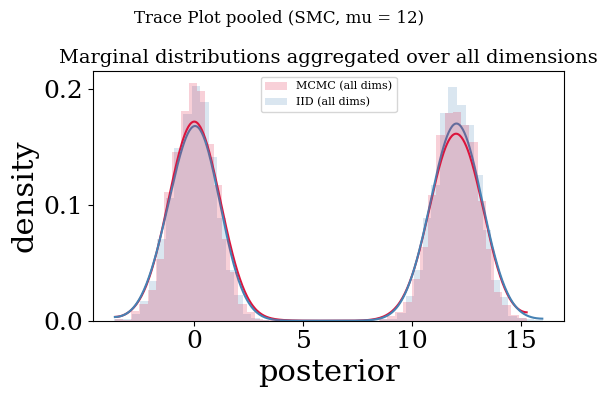 Trace Plot pooled (SMC, mu = 12)
Marginal distributions aggregated over all dimensions
MCMC (all dims)
IID (all dims)
density
0.2
0.1
0.0
0 5 10 15
posterior